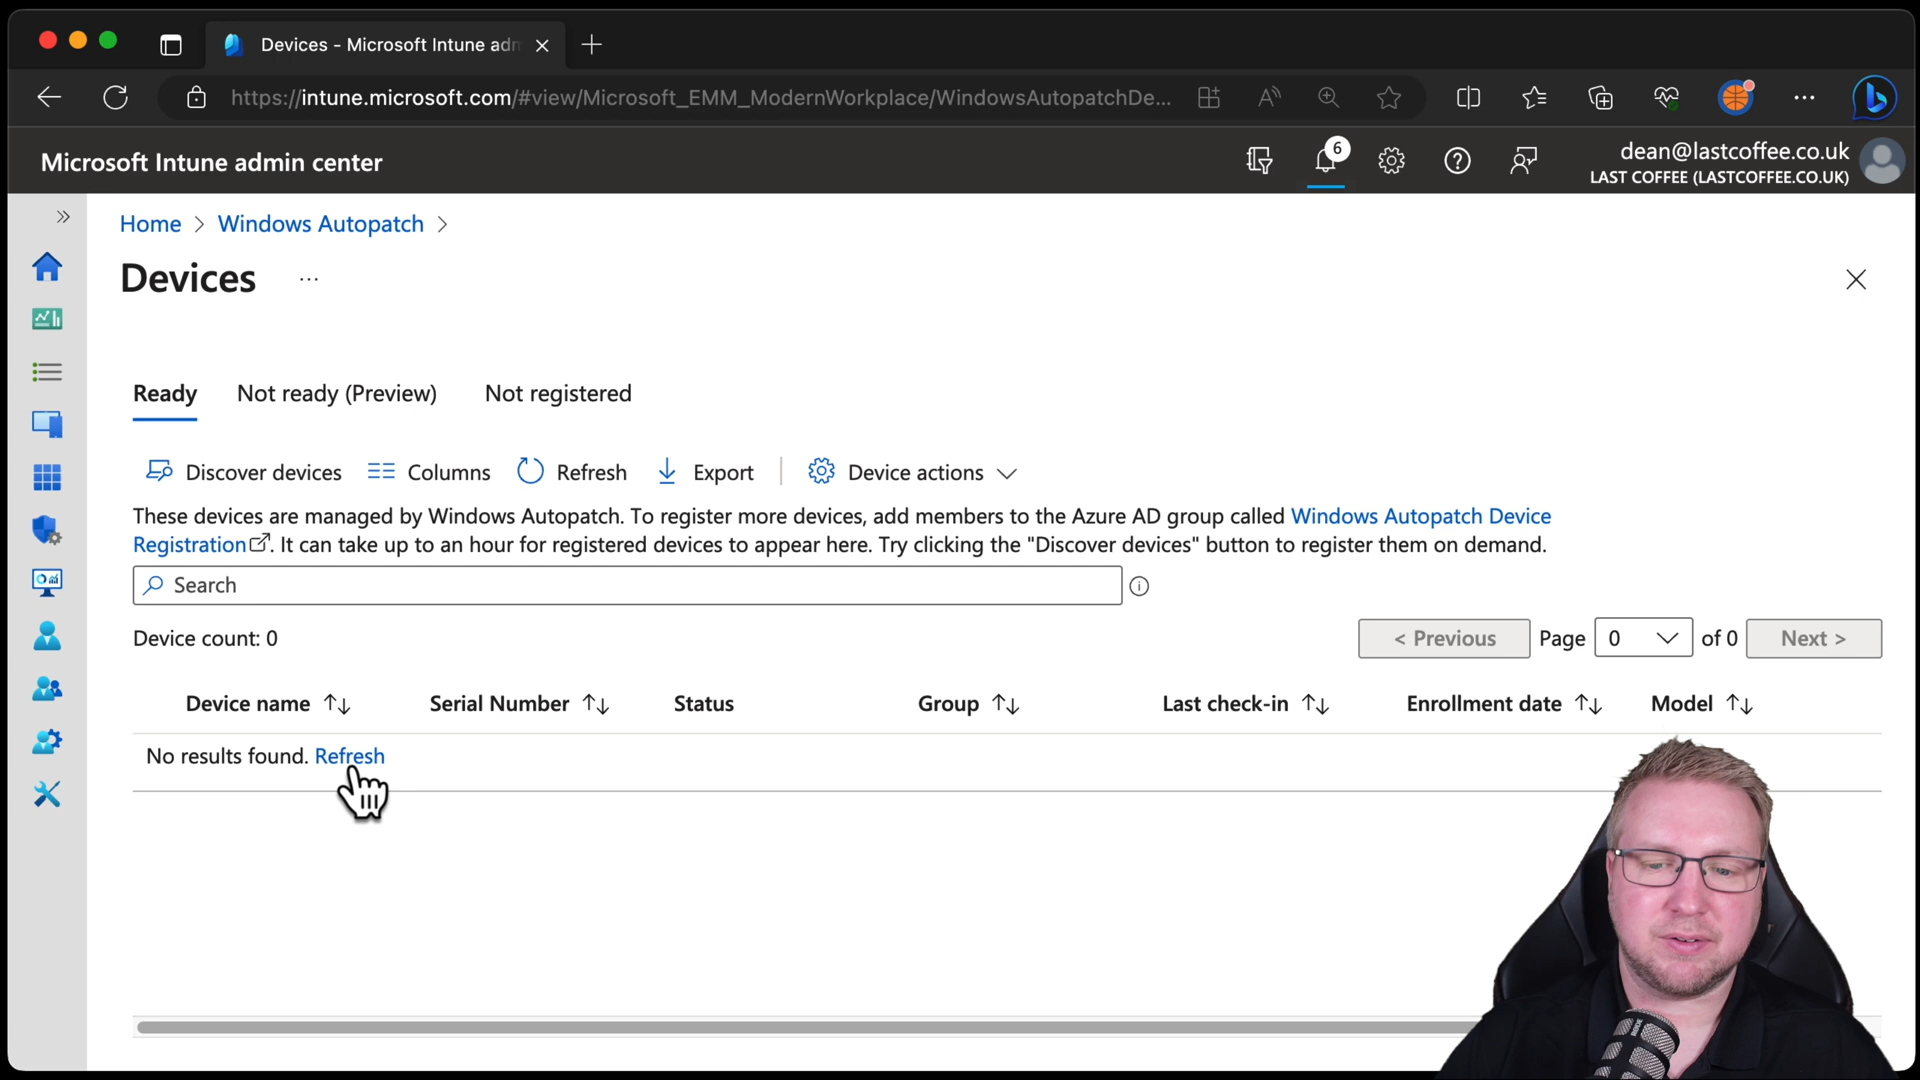 Devices - Microsoft Intune adm
https://intune.microsoft.com/#view/Microsoft_EMM_ModernWorkplace/WindowsAutopatchDe...
Microsoft Intune admin center
6
dean@lastcoffee.co.uk
LAST COFFEE (LASTCOFFEE.CO.UK)
Home > Windows Autopatch >
Devices ...
Ready Not ready (Preview) Not registered
Discover devices Columns Refresh Export Device actions
These devices are managed by Windows Autopatch. To register more devices, add members to the Azure AD group called Windows Autopatch Device
Registration. It can take up to an hour for registered devices to appear here. Try clicking the "Discover devices" button to register them on demand.
Search
Device count: 0
< Previous Page 0 of 0 Next >
Device name Serial Number Status Group Last check-in Enrollment date Model
No results found. Refresh